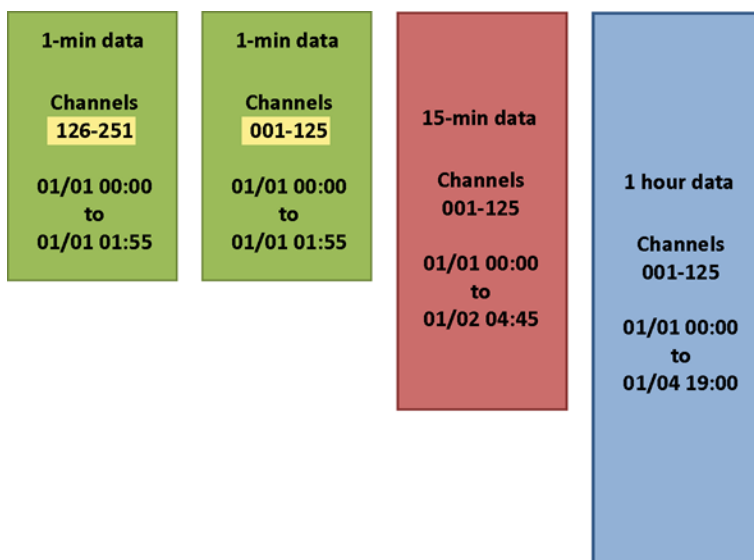 1-min data
Channels
126-251
01/01 00:00
to
01/01 01:55
1-min data
Channels
001-125
01/01 00:00
to
01/01 01:55
15-min data
Channels
001-125
01/01 00:00
to
01/02 04:45
1 hour data
Channels
001-125
01/01 00:00
to
01/04 19:00